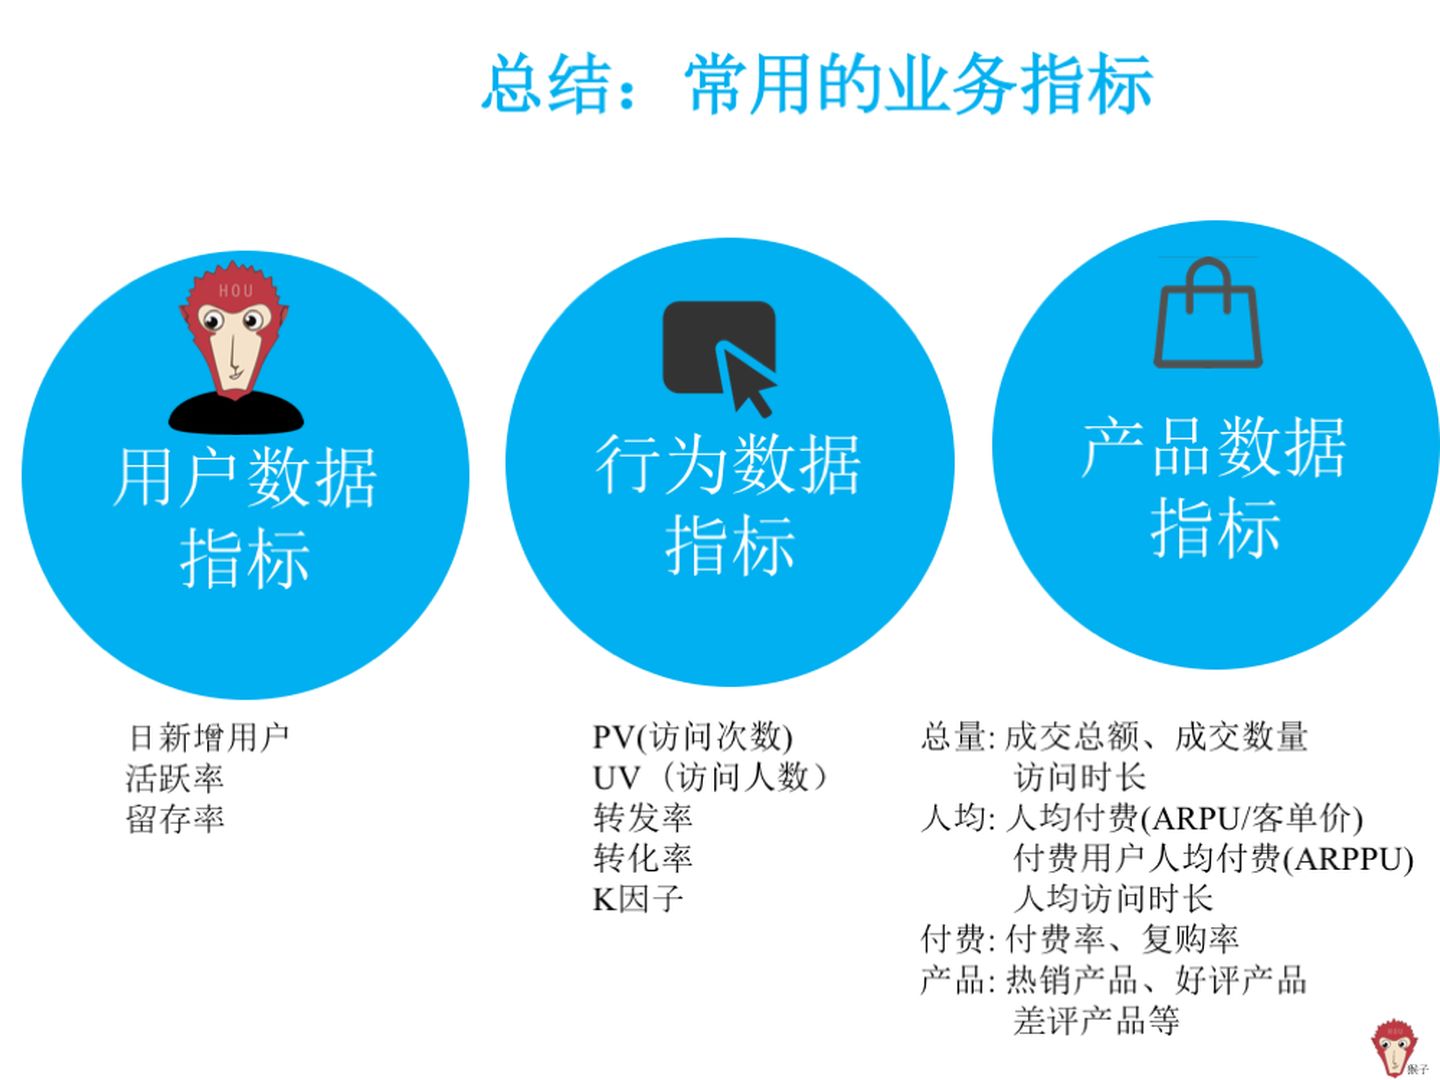 总结：常用的业务指标
HOU
用户数据
指标
行为数据
指标
产品数据
指标
日新增用户
活跃率
留存率
PV(访问次数)
UV（访问人数）
转发率
转化率
K因子
总量: 成交总额、成交数量
访问时长
人均: 人均付费(ARPU/客单价)
付费用户人均付费(ARPPU)
人均访问时长
付费: 付费率、复购率
产品: 热销产品、好评产品
差评产品等
HOU
猴子